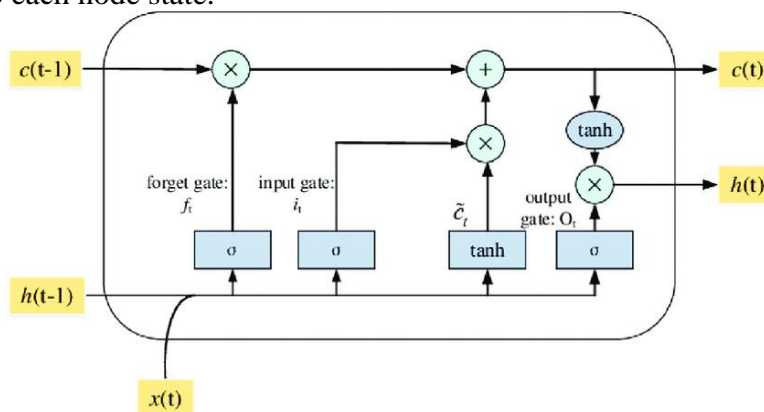 each node state.
c(t-1)
×
+
c(t)
tanh
×
forget gate:
f_t
input gate:
i_t
c̃_t
output
gate: O_t
×
h(t)
σ
σ
tanh
σ
h(t-1)
x(t)